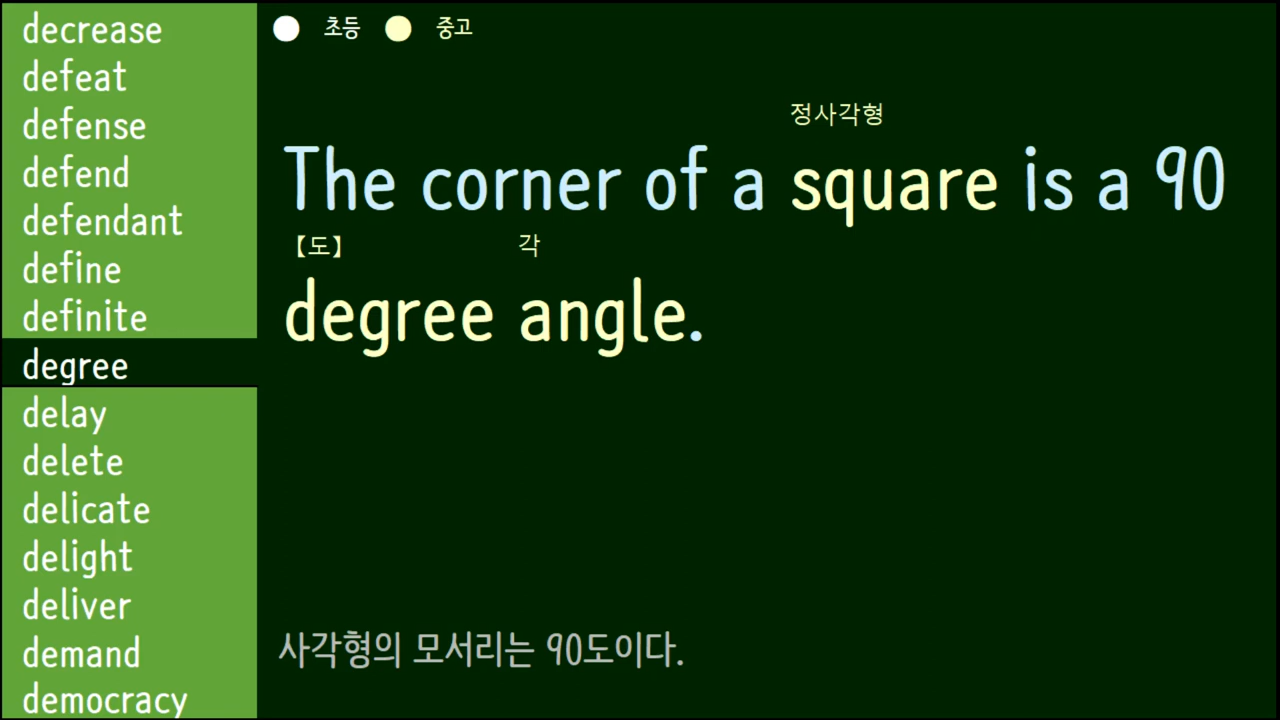 decrease
defeat
defense
defend
defendant
define
definite
degree
delay
delete
delicate
delight
deliver
demand
democracy
초등 중고
정사각형
The corner of a square is a 90
【도】 각
degree angle.
사각형의 모서리는 90도이다.